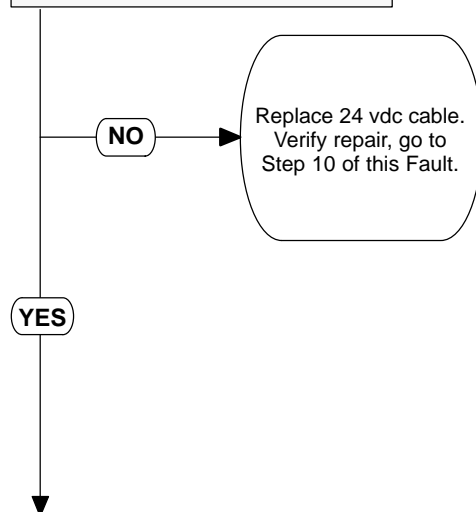 NO
Replace 24 vdc cable.
Verify repair, go to
Step 10 of this Fault.
YES